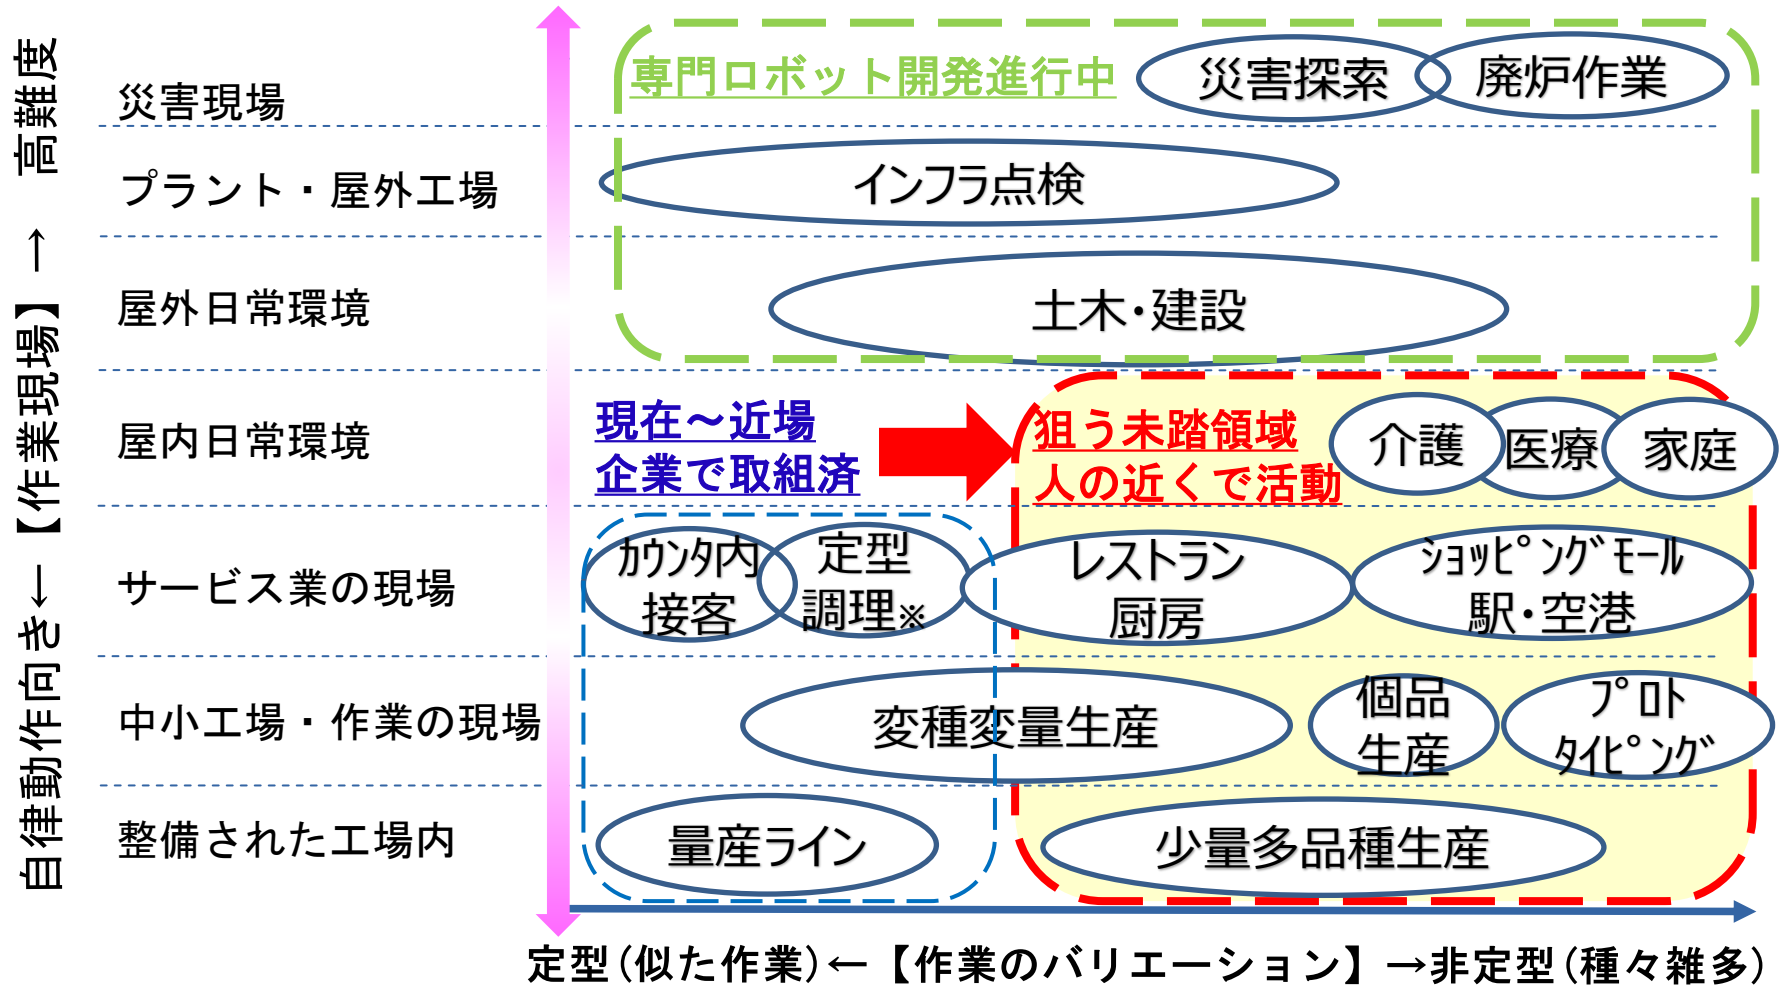 自律動作向き← 【作業現場】 → 高難度
災害現場
プラント・屋外工場
屋外日常環境
屋内日常環境
サービス業の現場
中小工場・作業の現場
整備された工場内
専門ロボット開発進行中
災害探索
廃炉作業
インフラ点検
土木・建設
現在～近場
企業で取組済
狙う未踏領域
人の近くで活動
介護
医療
家庭
ｶｳﾝﾀ内
接客
定型
調理※
レストラン
厨房
ｼｮｯﾋﾟﾝｸﾞﾓｰﾙ
駅・空港
変種変量生産
個品
生産
ﾌﾟﾛﾄ
ﾀｲﾋﾟﾝｸﾞ
量産ライン
少量多品種生産
定型(似た作業)← 【作業のバリエーション】 →非定型(種々雑多)